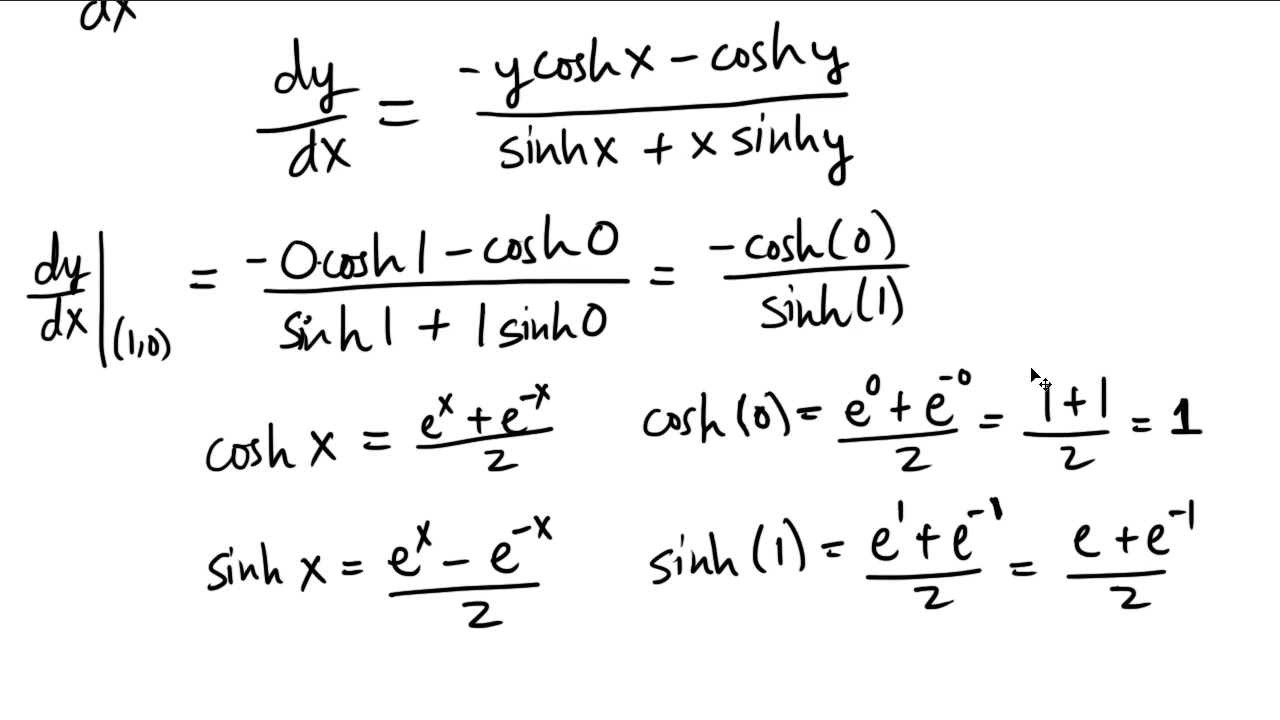 dx
dy/dx = (-y cosh x - cosh y)/(sinh x + x sinh y)
dy/dx |(1,0) = (-0·cosh 1 - cosh 0)/(sinh 1 + 1 sinh 0) = -cosh(0)/sinh(1)
cosh x = (e^x + e^-x)/2    cosh(0) = (e^0 + e^-0)/2 = (1+1)/2 = 1
sinh x = (e^x - e^-x)/2    sinh(1) = (e^1 + e^-1)/2 = (e + e^-1)/2